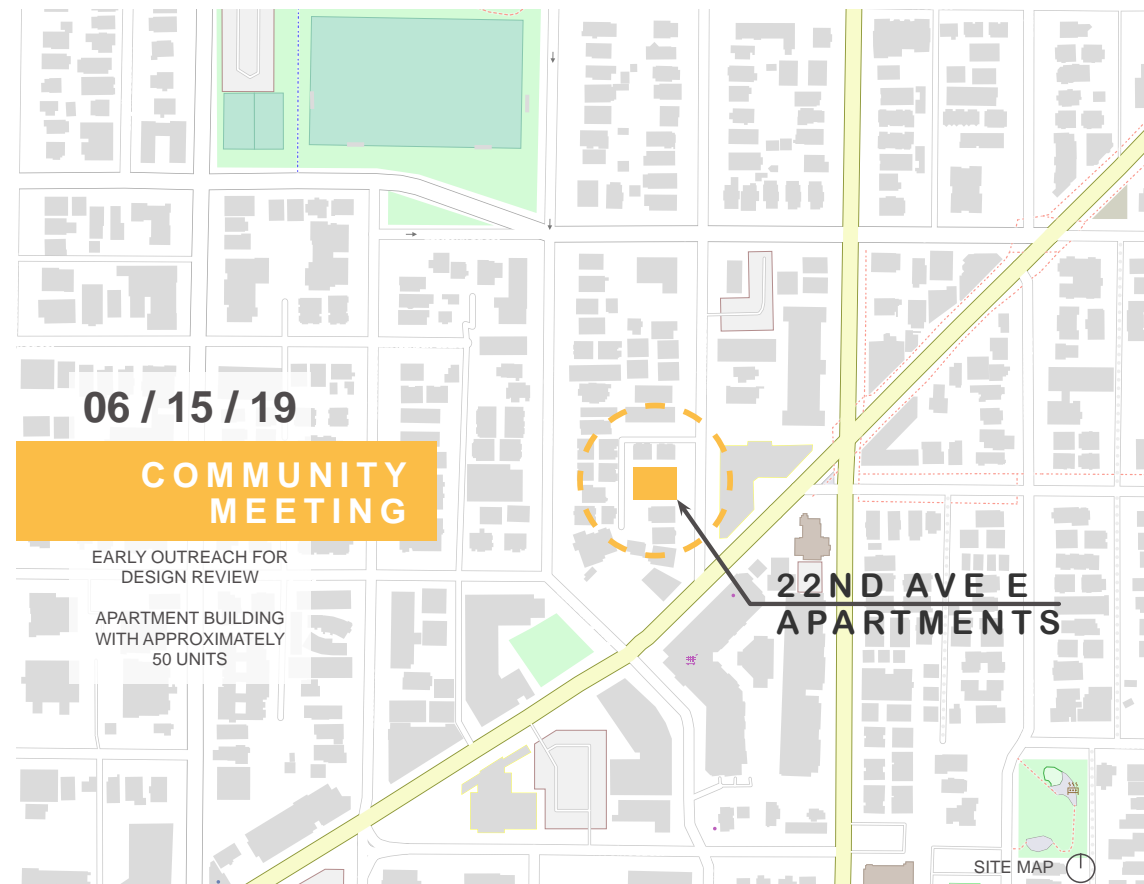 06 / 15 / 19
COMMUNITY
MEETING
EARLY OUTREACH FOR
DESIGN REVIEW
APARTMENT BUILDING
WITH APPROXIMATELY
50 UNITS
22ND AVE E
APARTMENTS
SITE MAP